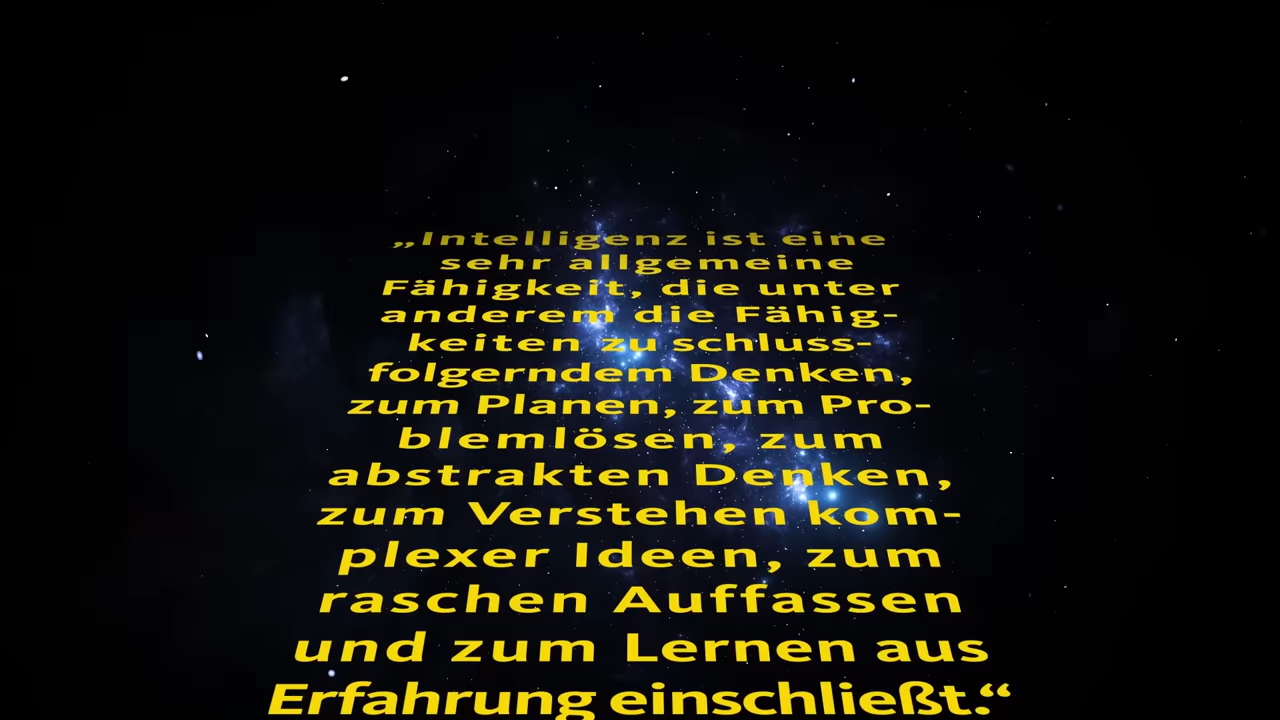 „Intelligenz ist eine
sehr allgemeine
Fähigkeit, die unter
anderem die Fähig-
keiten zu schluss-
folgerndem Denken,
zum Planen, zum Pro-
blemlösen, zum
abstrakten Denken,
zum Verstehen kom-
plexer Ideen, zum
raschen Auffassen
und zum Lernen aus
Erfahrung einschließt.“